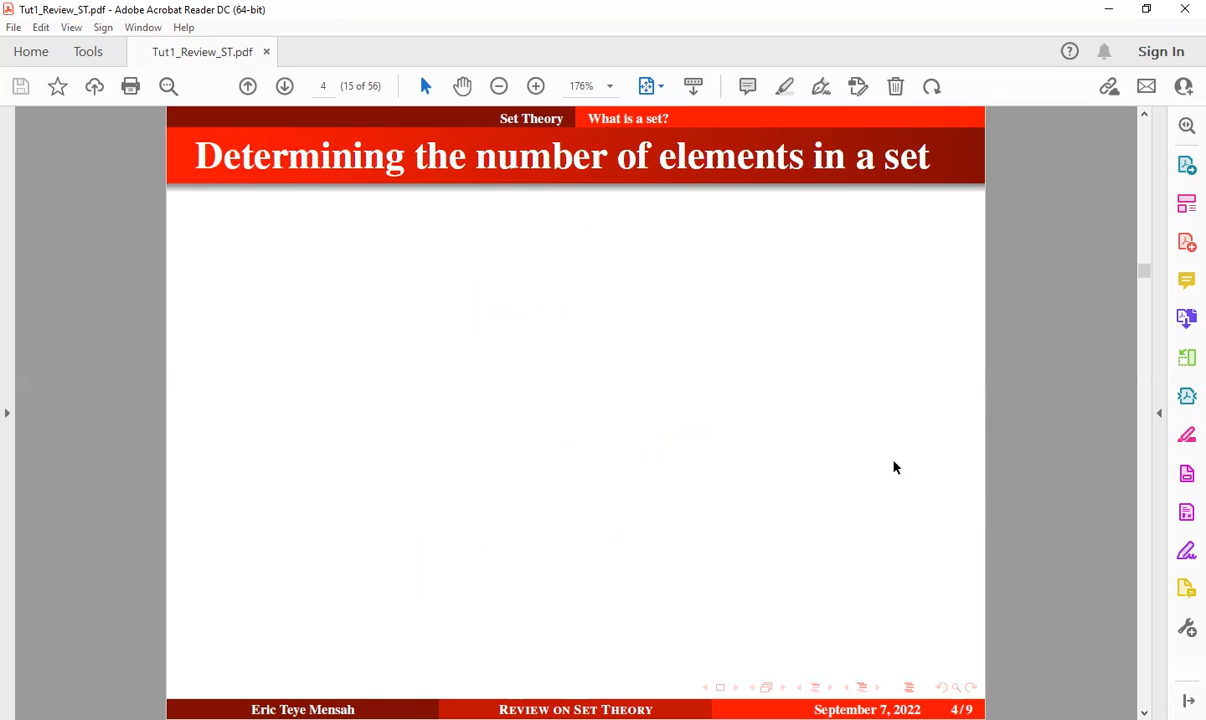 Tut1_Review_ST.pdf - Adobe Acrobat Reader DC (64-bit)
File Edit View Sign Window Help
Home Tools Tut1_Review_ST.pdf × Sign In
4 (15 of 56) 176%
Set Theory What is a set?
Determining the number of elements in a set
Eric Teye Mensah REVIEW ON SET THEORY September 7, 2022 4/9